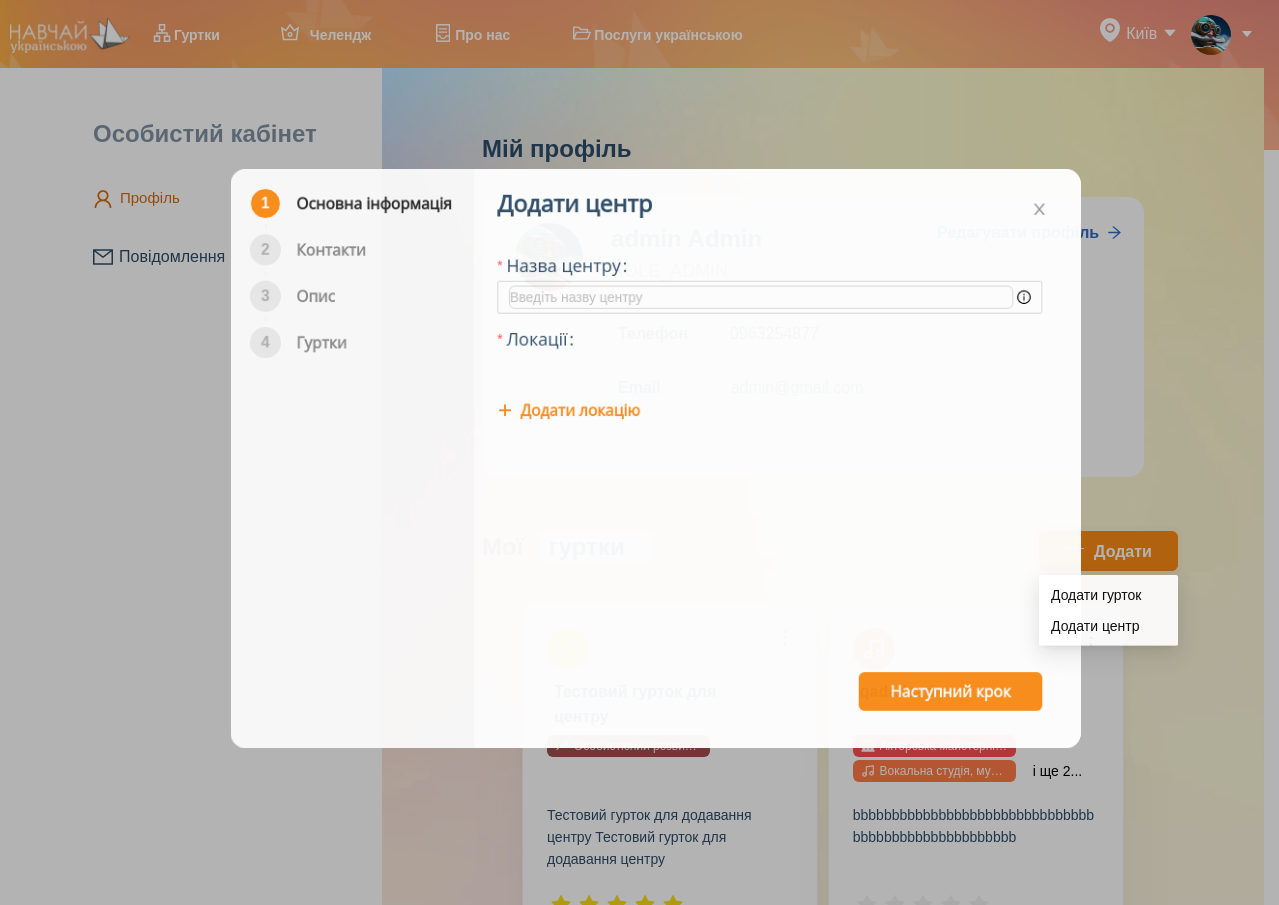 НАВЧАЙ
українською
Гуртки
Челендж
Про нас
Послуги українською
Київ
Особистий кабінет
Профіль
Повідомлення
Мій профіль
1
Основна інформація
2
Контакти
3
Опис
4
Гуртки
Додати центр
admin Admin
Редагувати профіль
* Назва центру:
Введіть назву центру
* Локації:
Телефон
Email
admin@gmail.com
Додати локацію
Мої
гуртки
Додати
Додати гурток
Додати центр
Наступний крок
Тестовий гурток для
центру
Вокальна студія, му...
і ще 2...
Тестовий гурток для додавання
центру Тестовий гурток для
додавання центру
bbbbbbbbbbbbbbbbbbbbbbbbbbbbbbb
bbbbbbbbbbbbbbbbbbbbb